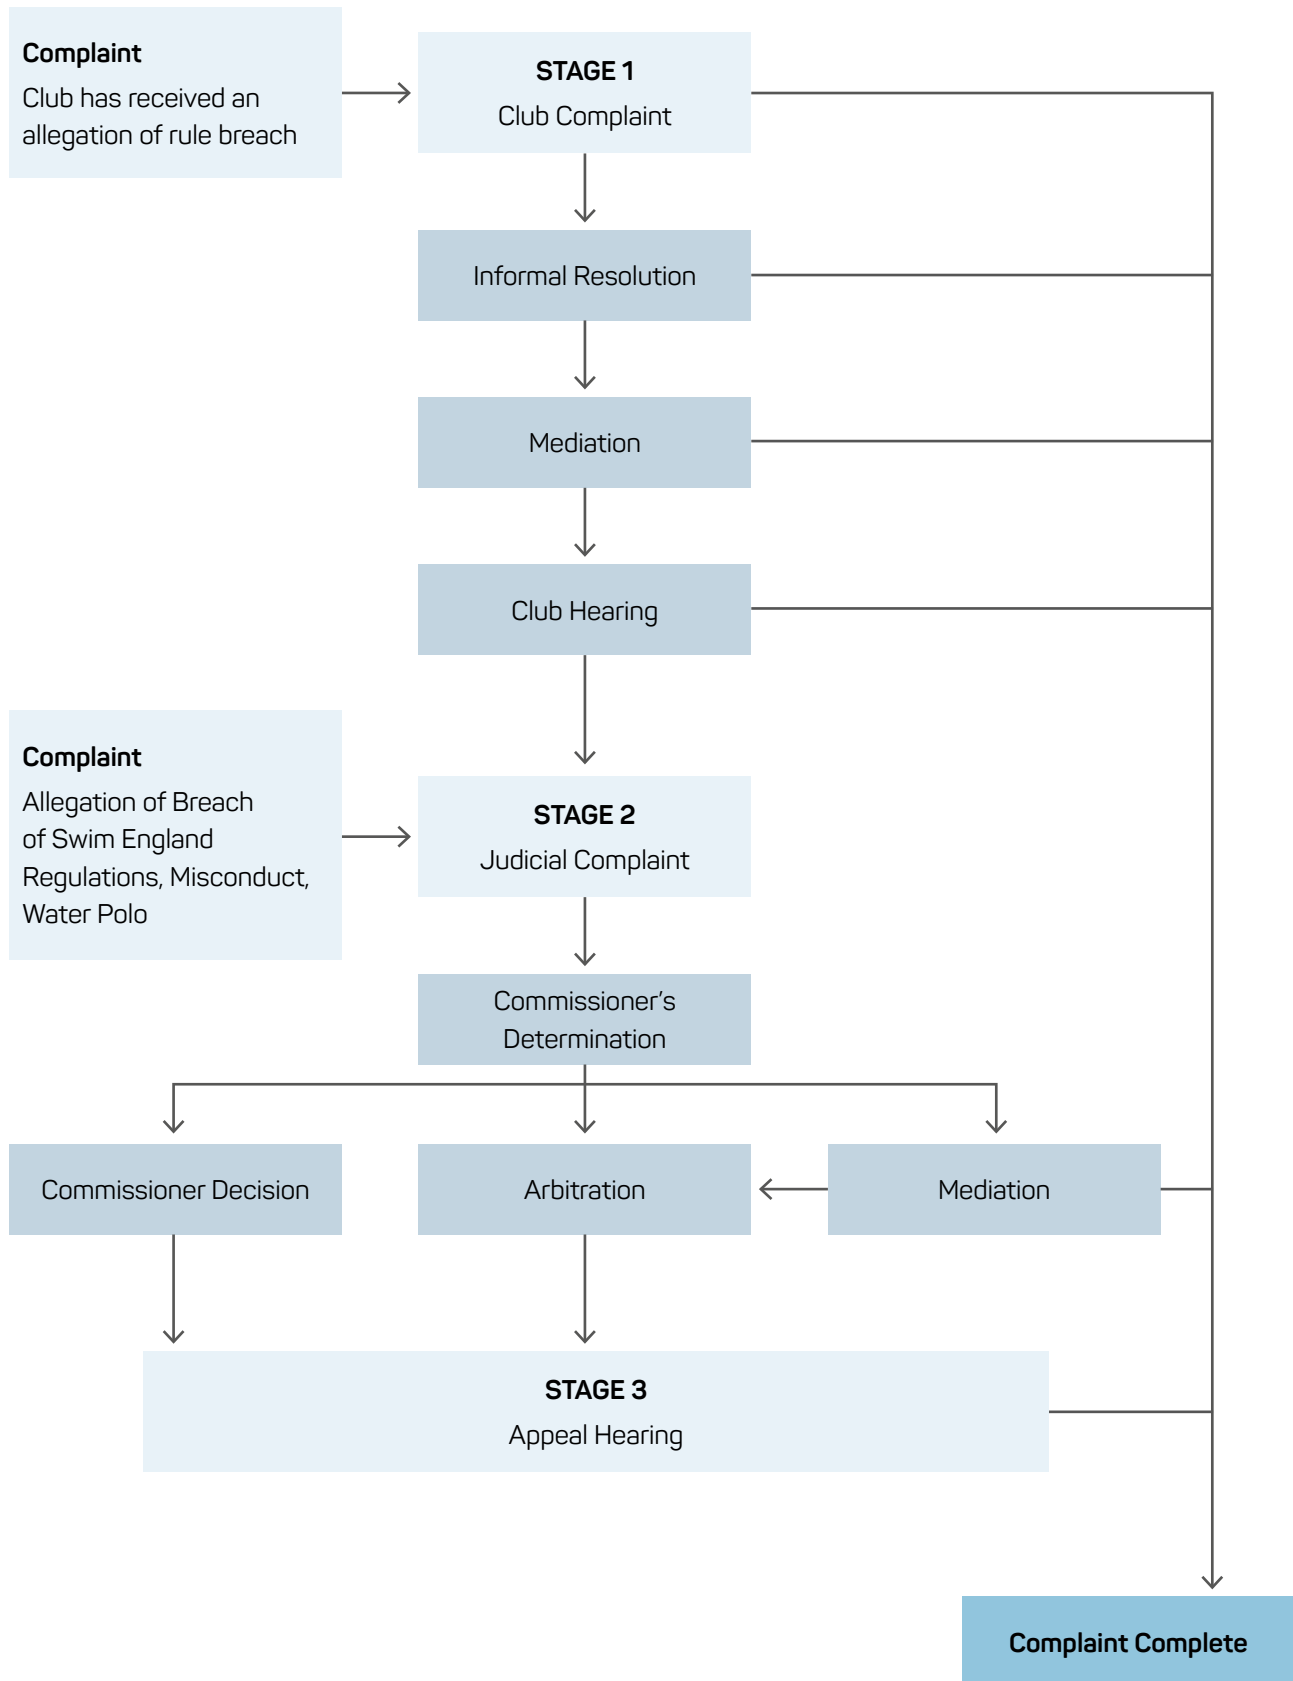 Complaint
Club has received an
allegation of rule breach
STAGE 1
Club Complaint
Informal Resolution
Mediation
Club Hearing
Complaint
Allegation of Breach
of Swim England
Regulations, Misconduct,
Water Polo
STAGE 2
Judicial Complaint
Commissioner’s
Determination
Commissioner Decision
Arbitration
Mediation
STAGE 3
Appeal Hearing
Complaint Complete